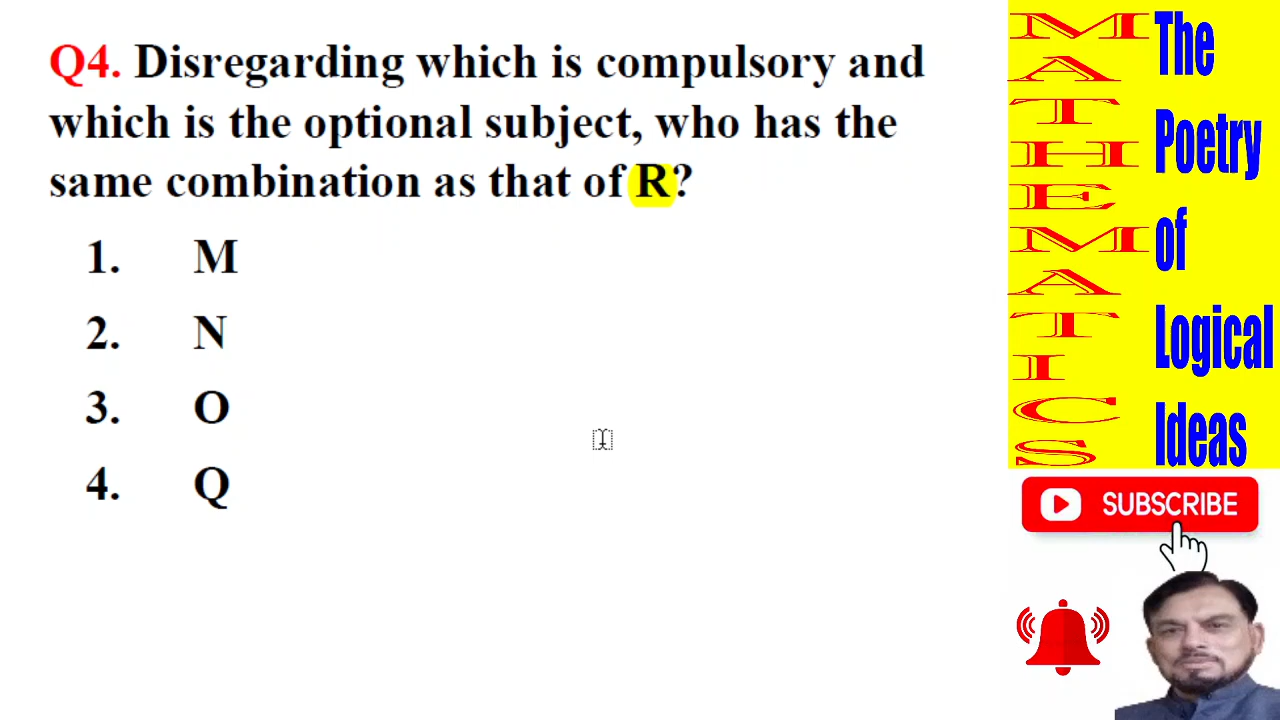 Q4. Disregarding which is compulsory and
which is the optional subject, who has the
same combination as that of R?
1. M
2. N
3. O
4. Q
MATHEMATICS
The
Poetry
of
Logical
Ideas
SUBSCRIBE